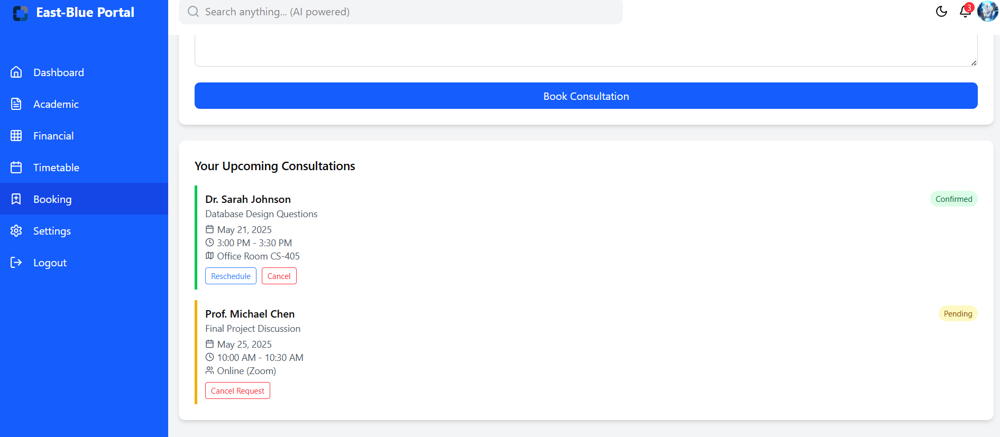 East-Blue Portal
Search anything... (AI powered)
3
Dashboard
Academic
Financial
Timetable
Booking
Settings
Logout
Book Consultation
Your Upcoming Consultations
Dr. Sarah Johnson
Confirmed
Database Design Questions
May 21, 2025
3:00 PM - 3:30 PM
Office Room CS-405
Reschedule
Cancel
Prof. Michael Chen
Pending
Final Project Discussion
May 25, 2025
10:00 AM - 10:30 AM
Online (Zoom)
Cancel Request